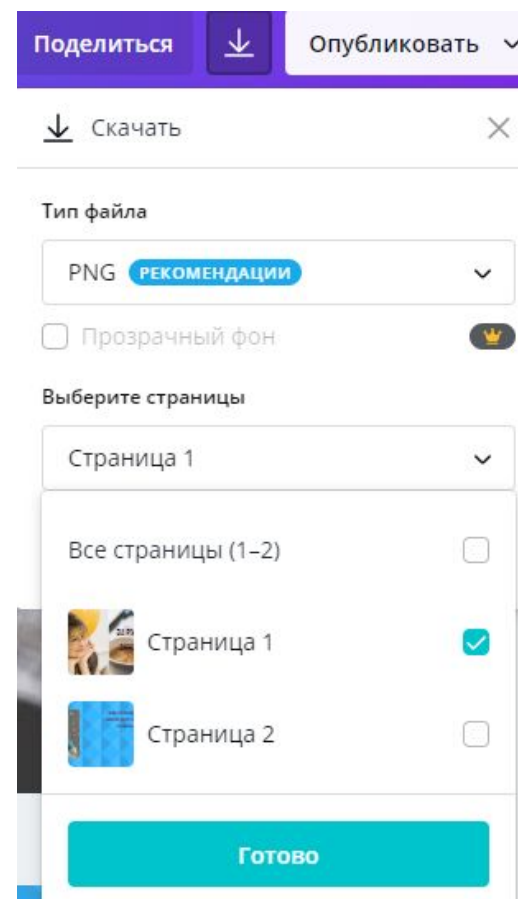 Поделиться Опубликовать
Скачать
Тип файла
PNG РЕКОМЕНДАЦИИ
Прозрачный фон
Выберите страницы
Страница 1
Все страницы (1–2)
Страница 1
Страница 2
Готово